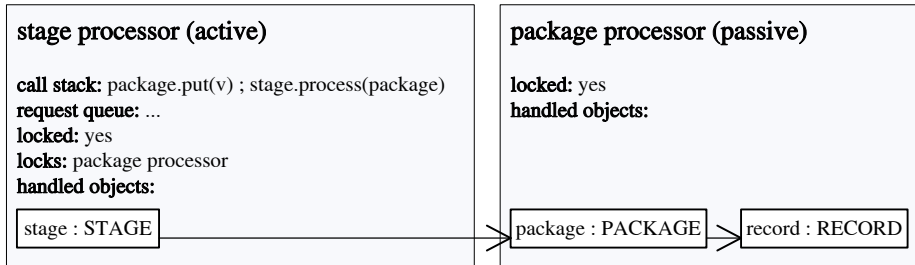 stage processor (active)
call stack: package.put(v) ; stage.process(package)
request queue: ...
locked: yes
locks: package processor
handled objects:
stage : STAGE
package processor (passive)
locked: yes
handled objects:
package : PACKAGE
record : RECORD